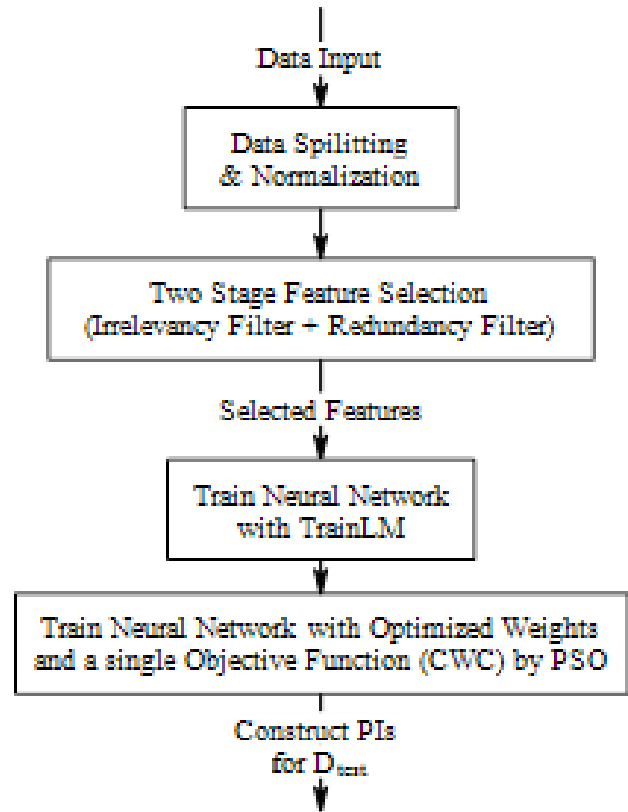 Data Input
Data Spilitting
& Normalization
Two Stage Feature Selection
(Irrelevancy Filter + Redundancy Filter)
Selected Features
Train Neural Network
with TrainLM
Train Neural Network with Optimized Weights
and a single Objective Function (CWC) by PSO
Construct PIs
for D_test